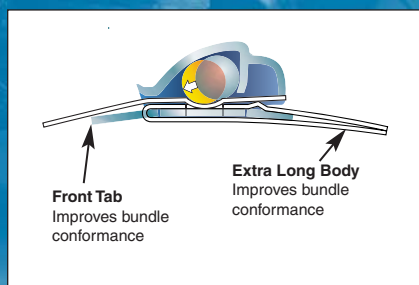 Front Tab
Improves bundle
conformance
Extra Long Body
Improves bundle
conformance